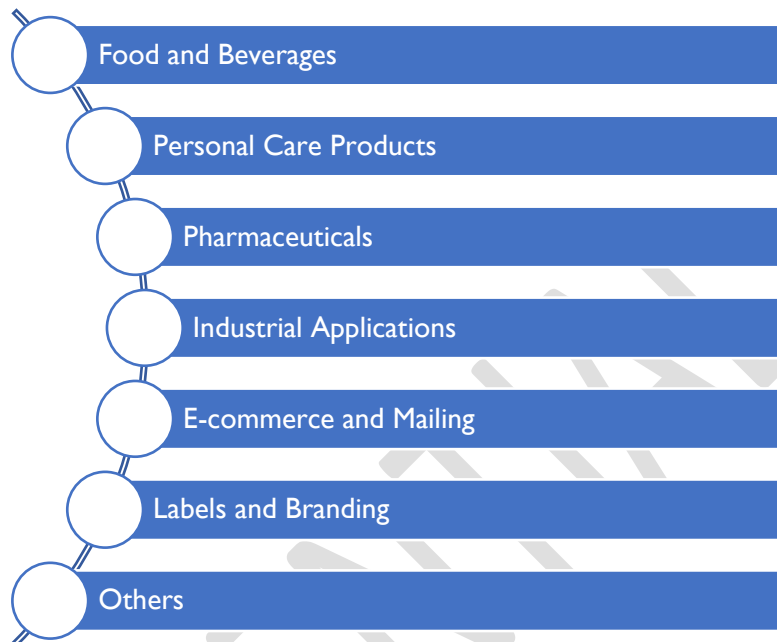 Food and Beverages
Personal Care Products
Pharmaceuticals
Industrial Applications
E-commerce and Mailing
Labels and Branding
Others